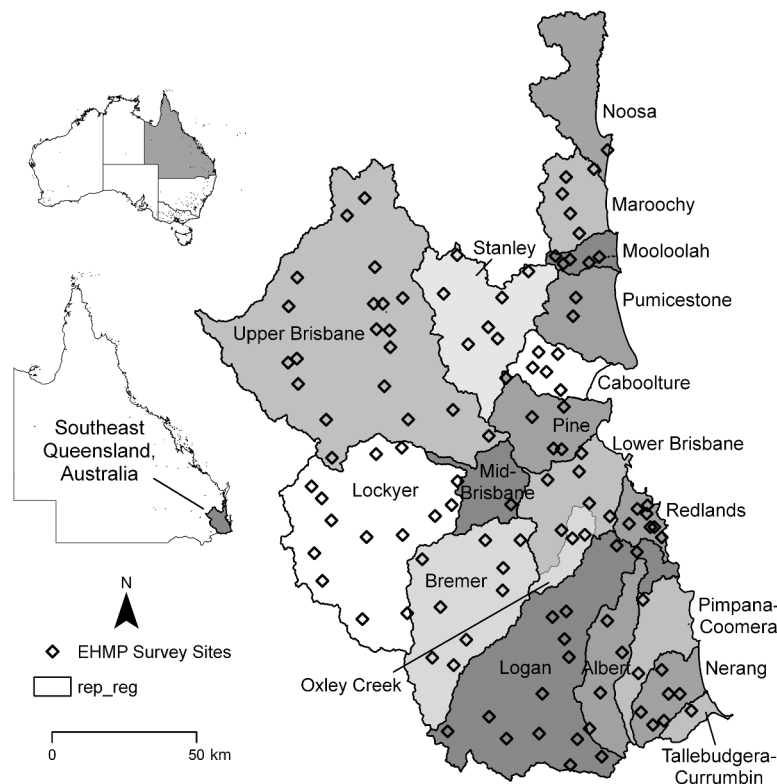 Noosa
Maroochy
Stanley
Mooloolah
Pumicestone
Upper Brisbane
Caboolture
Pine
Southeast
Queensland,
Australia
Lower Brisbane
Mid-
Brisbane
Lockyer
Redlands
N
Bremer
Pimpana-
Coomera
EHMP Survey Sites
Logan
Albert
Nerang
rep_reg
Oxley Creek
0
50 km
Tallebudgera-
Currumbin